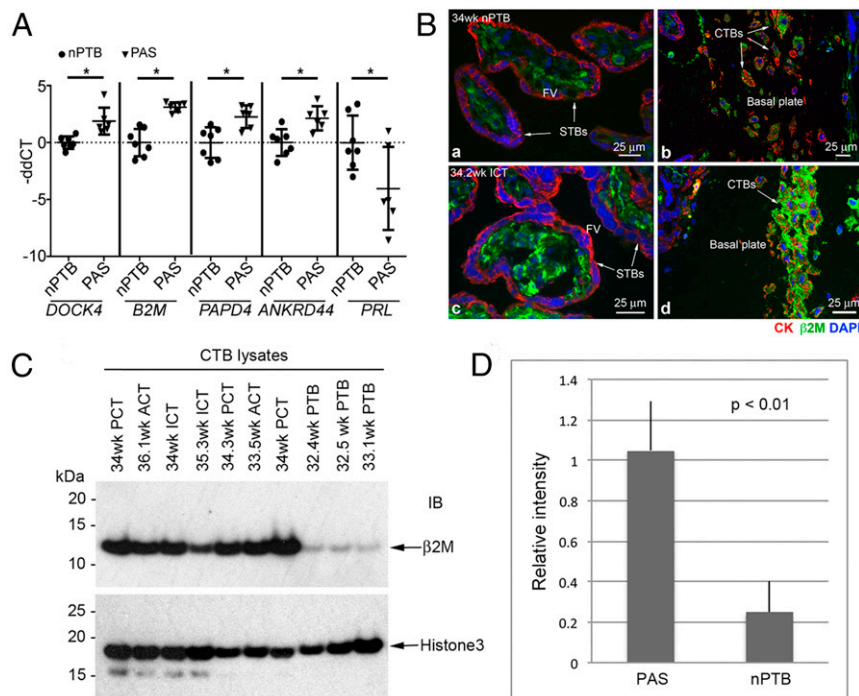 A
nPTB PAS
* * * * *
5
0
-5
-10
-ddCT
nPTB PAS nPTB PAS nPTB PAS nPTB PAS nPTB PAS
DOCK4 B2M PAPD4 ANKRD44 PRL
B
34wk nPTB
FV
STBs
a
25 μm
CTBs
Basal plate
b
25 μm
34.2wk ICT
FV
STBs
c
25 μm
CTBs
Basal plate
d
25 μm
CK β2M DAPI
C
CTB lysates
34wk PCT
36.1wk ACT
34wk ICT
35.3wk ICT
34.3wk PCT
33.5wk ACT
34wk PCT
32.4wk PTB
32.5 wk PTB
33.1wk PTB
kDa
IB
20
15
10
β2M
25
20
15
Histone3
D
1.4
1.2
1
0.8
0.6
0.4
0.2
0
Relative intensity
p < 0.01
PAS nPTB